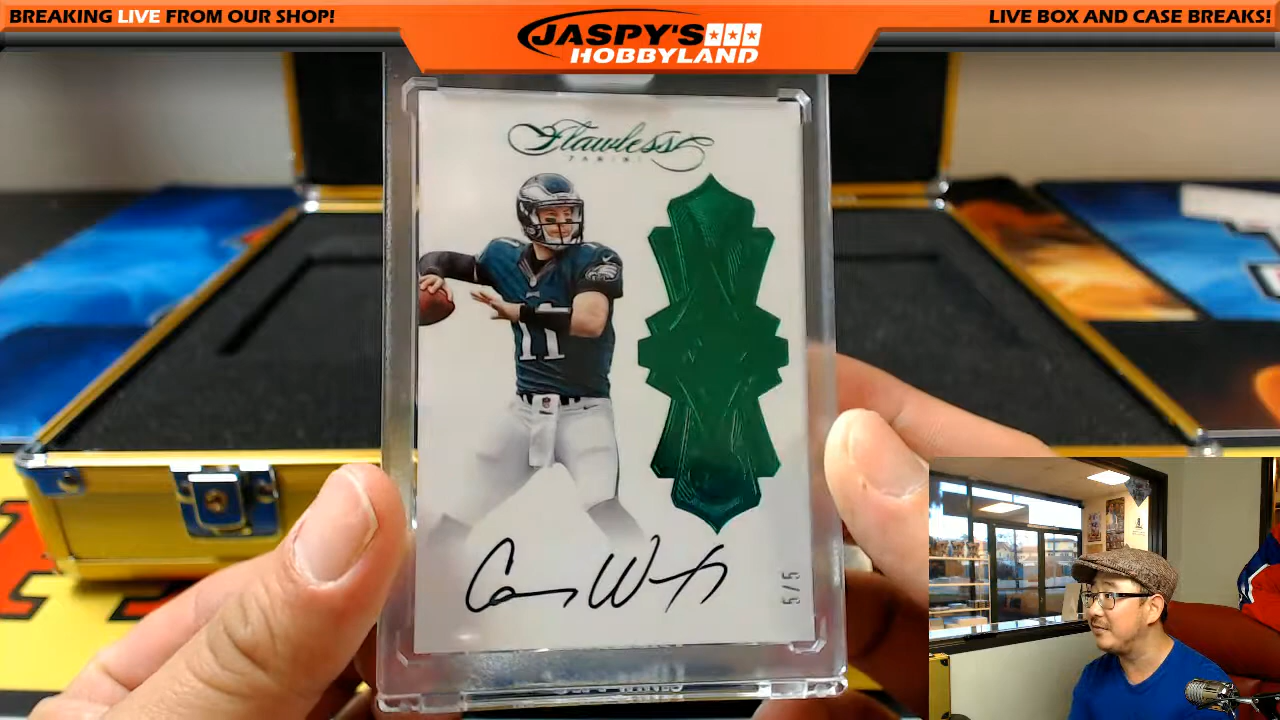 BREAKING LIVE FROM OUR SHOP!
JASPY'S
HOBBYLAND
LIVE BOX AND CASE BREAKS!
Flawless
PANINI
11
5/5